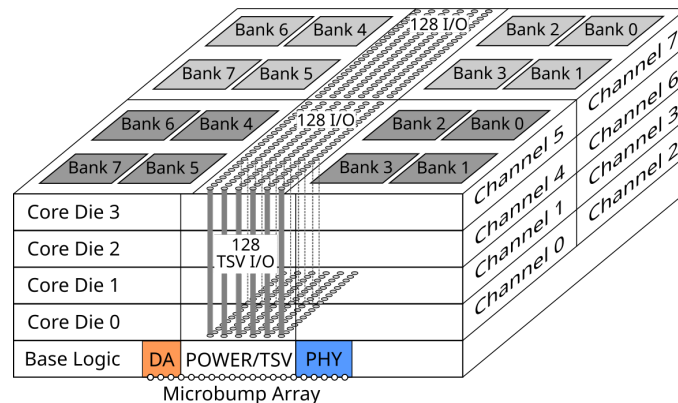 Bank 6 Bank 4 128 I/O Bank 2 Bank 0
Bank 7 Bank 5 Bank 3 Bank 1
Bank 6 Bank 4 128 I/O Bank 2 Bank 0
Bank 7 Bank 5 Bank 3 Bank 1
Channel 7
Channel 6
Channel 3
Channel 2
Channel 5
Channel 4
Channel 1
Channel 0
Core Die 3
Core Die 2
Core Die 1
Core Die 0
128
TSV I/O
Base Logic DA POWER/TSV PHY
Microbump Array